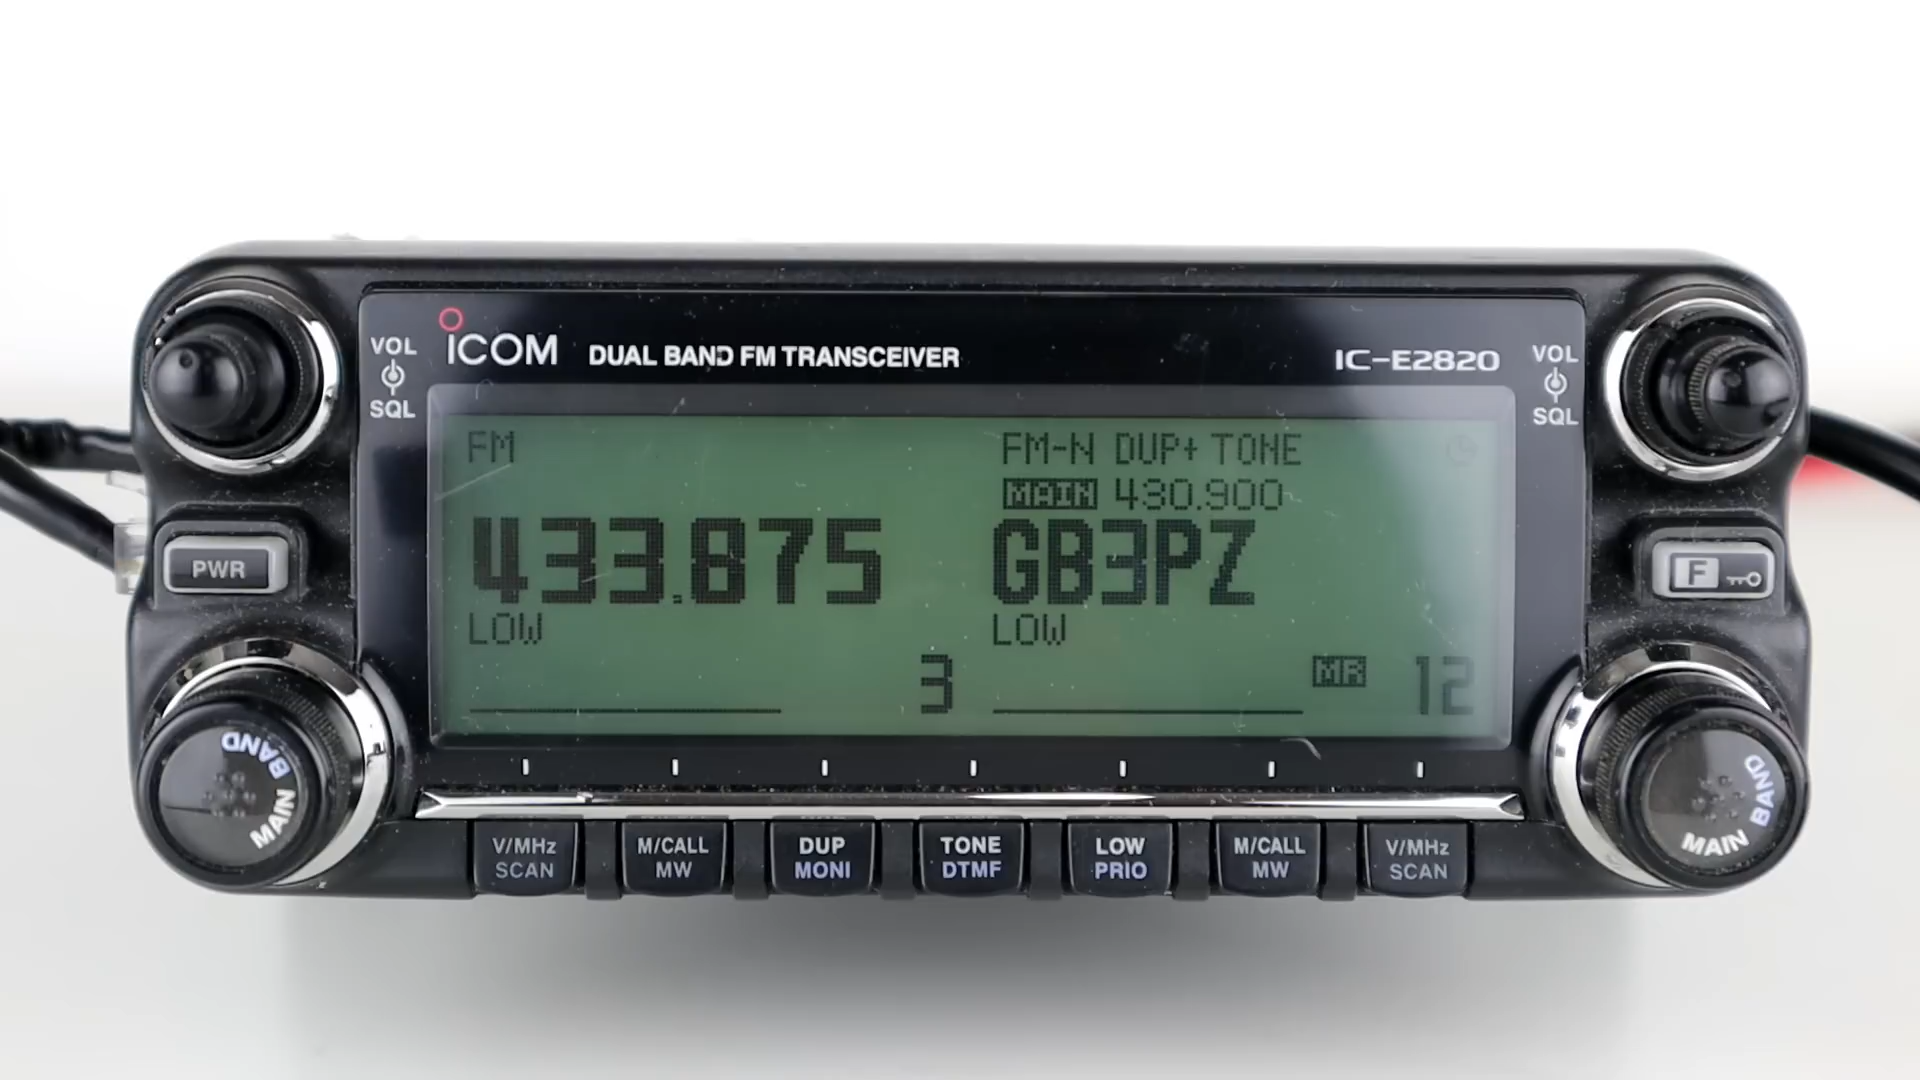 VOL
SQL
ICOM DUAL BAND FM TRANSCEIVER
IC-E2820
VOL
SQL
FM
433.875
LOW
3
FM-N DUP+ TONE
MAIN 430.900
GB3PZ
LOW
MR 12
PWR
F
MAIN BAND
MAIN BAND
V/MHz
SCAN
M/CALL
MW
DUP
MONI
TONE
DTMF
LOW
PRIO
M/CALL
MW
V/MHz
SCAN